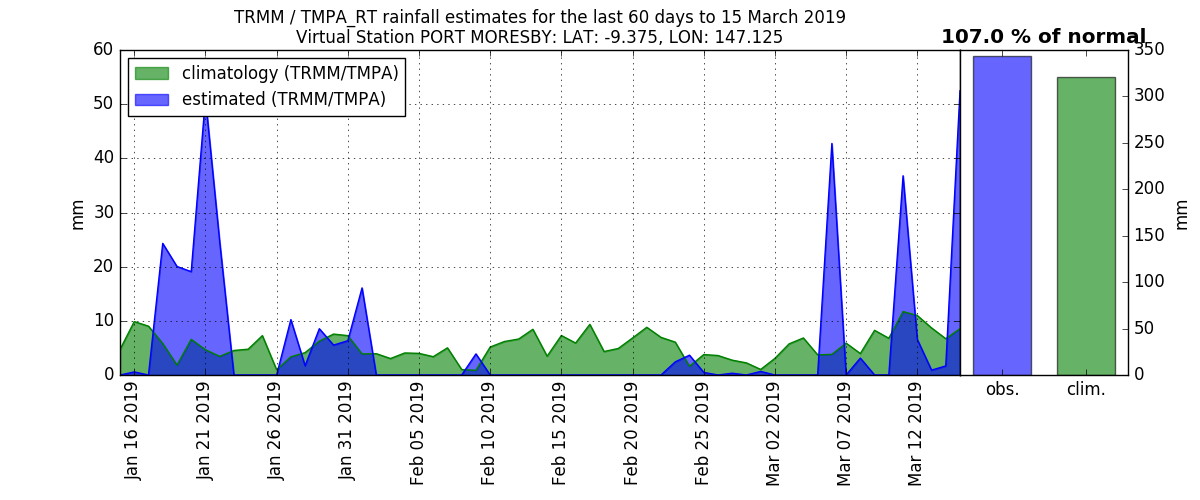 TRMM / TMPA_RT rainfall estimates for the last 60 days to 15 March 2019
Virtual Station PORT MORESBY: LAT: -9.375, LON: 147.125
107.0 % of normal
climatology (TRMM/TMPA)
estimated (TRMM/TMPA)
mm
60
50
40
30
20
10
0
Jan 16 2019
Jan 21 2019
Jan 26 2019
Jan 31 2019
Feb 05 2019
Feb 10 2019
Feb 15 2019
Feb 20 2019
Feb 25 2019
Mar 02 2019
Mar 07 2019
Mar 12 2019
350
300
250
200
150
100
50
0
mm
obs.
clim.